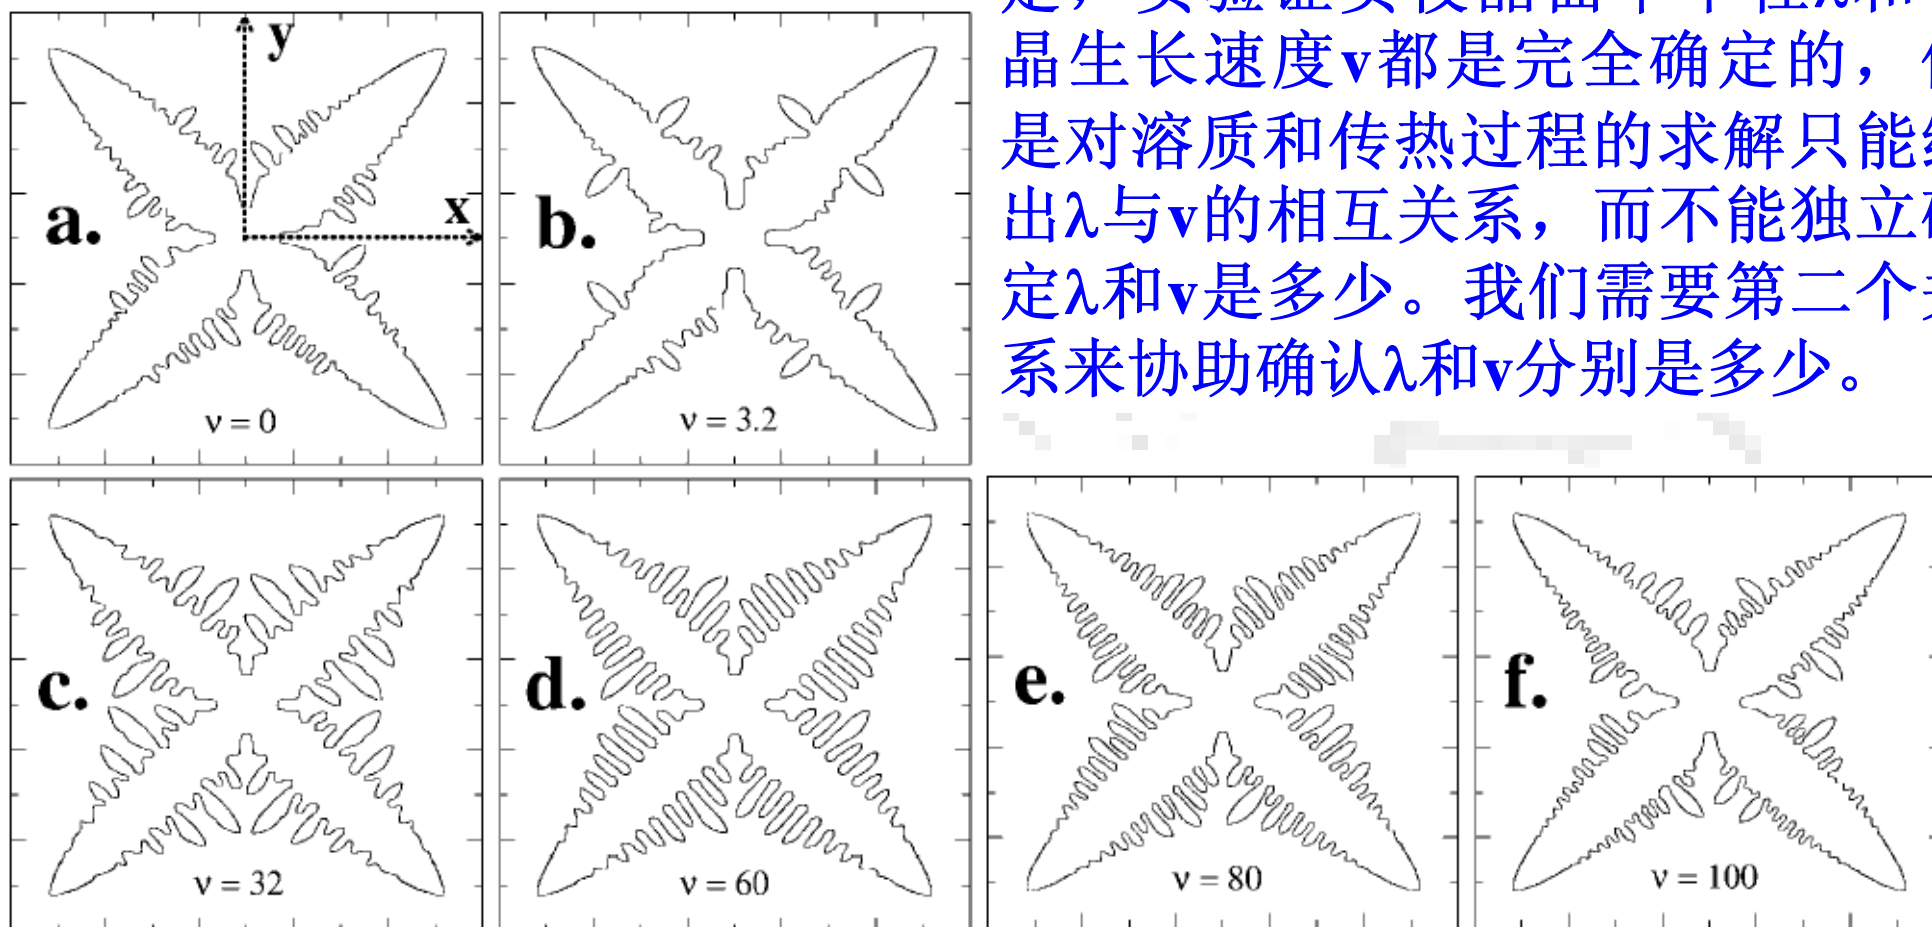 y
x
a.
b.
ν = 0
ν = 3.2
晶生长速度v都是完全确定的，
是对溶质和传热过程的求解只能
出λ与v的相互关系，而不能独立
定λ和v是多少。我们需要第二个
系来协助确认λ和v分别是多少。
c.
d.
e.
f.
ν = 32
ν = 60
ν = 80
ν = 100